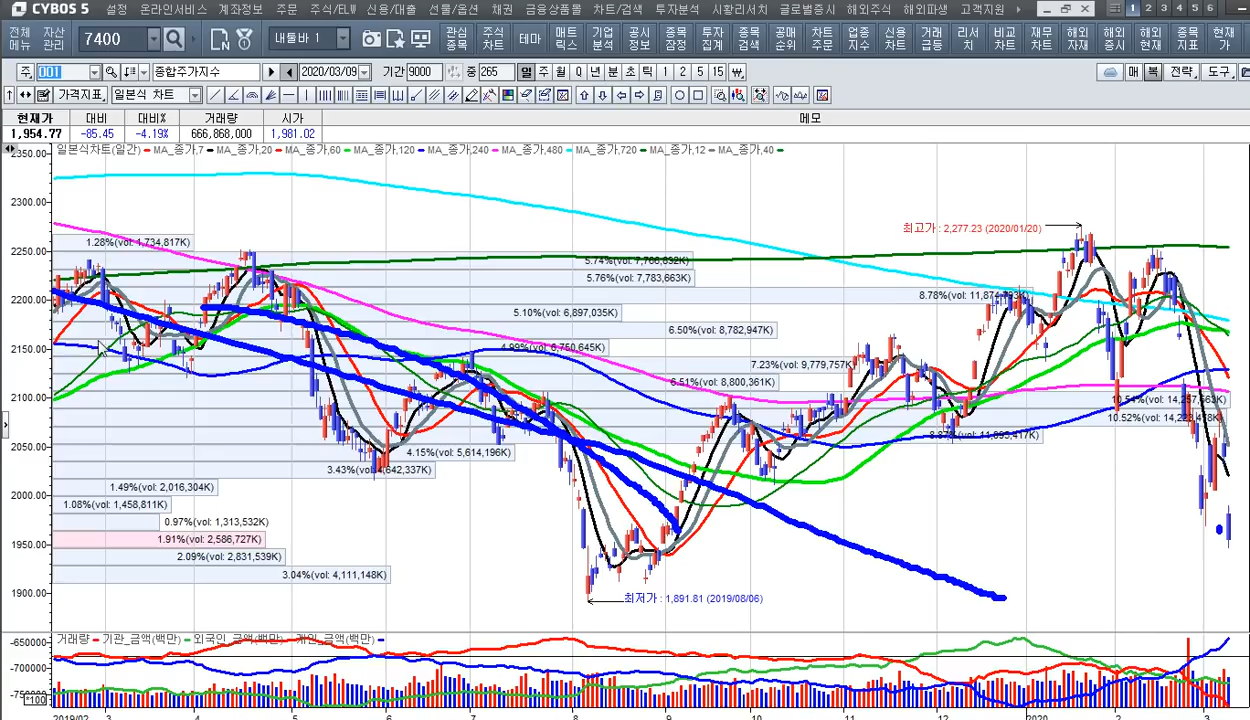 CYBOS 5 설정 온라인서비스 계좌정보 주문 주식/ELW 신용/대출 선물/옵션 채권 금융상품몰 차트/검색 투자분석 시황리서치 글로벌증시 해외주식 해외파생 고객지원 1 2 3 4 5 6
전체메뉴 자산관리 7400 내툴바 1 관심종목 주식차트 테마 매트릭스 기업분석 공시정보 종목잠정 투자집계 종목검색 공매순위 차트주문 업종지수 신용차트 거래급등 리서치 비교차트 재무차트 해외자재 해외증시 해외현재 종목지표 현재가
주 001 종합주가지수 2020/03/09 기간 9000 중 265 일 주 월 Q 년 분 초 틱 1 2 3 4 5 15 매 복 전략 도구
가격지표 일본식 차트
현재가 대비 대비% 거래량 시가 메모
1,954.77 -85.45 -4.19% 666,868,000 1,981.02
일본식차트(일간) MA_종가,7 MA_종가,20 MA_종가,60 MA_종가,120 MA_종가,240 MA_종가,480 MA_종가,720 MA_종가,12 MA_종가,40
2350.00
2300.00
최고가 : 2,277.23 (2020/01/20)
1.28%(vol: 1,734,817K)
2250.00
5.74%(vol: 7,766,632K)
5.76%(vol: 7,783,663K)
2200.00
5.10%(vol: 6,897,035K)
6.50%(vol: 8,782,947K)
2150.00
4.99%(vol: 6,750,645K)
7.23%(vol: 9,779,757K)
6.51%(vol: 8,800,361K)
2100.00
10.54%(vol: 14,257,663K)
2050.00
4.15%(vol: 5,614,196K)
3.43%(vol: 4,642,337K)
1.49%(vol: 2,016,304K)
2000.00
1.08%(vol: 1,458,811K)
0.97%(vol: 1,313,532K)
1.91%(vol: 2,586,727K)
1950.00
2.09%(vol: 2,831,539K)
3.04%(vol: 4,111,148K)
1900.00
최저가 : 1,891.81 (2019/08/06)
거래량 기관_금액(백만) 외국인_금액(백만) 개인_금액(백만)
-650000
-700000
*100
2019/02 3 4 5 6 7 8 9 10 11 12 2020 2 3